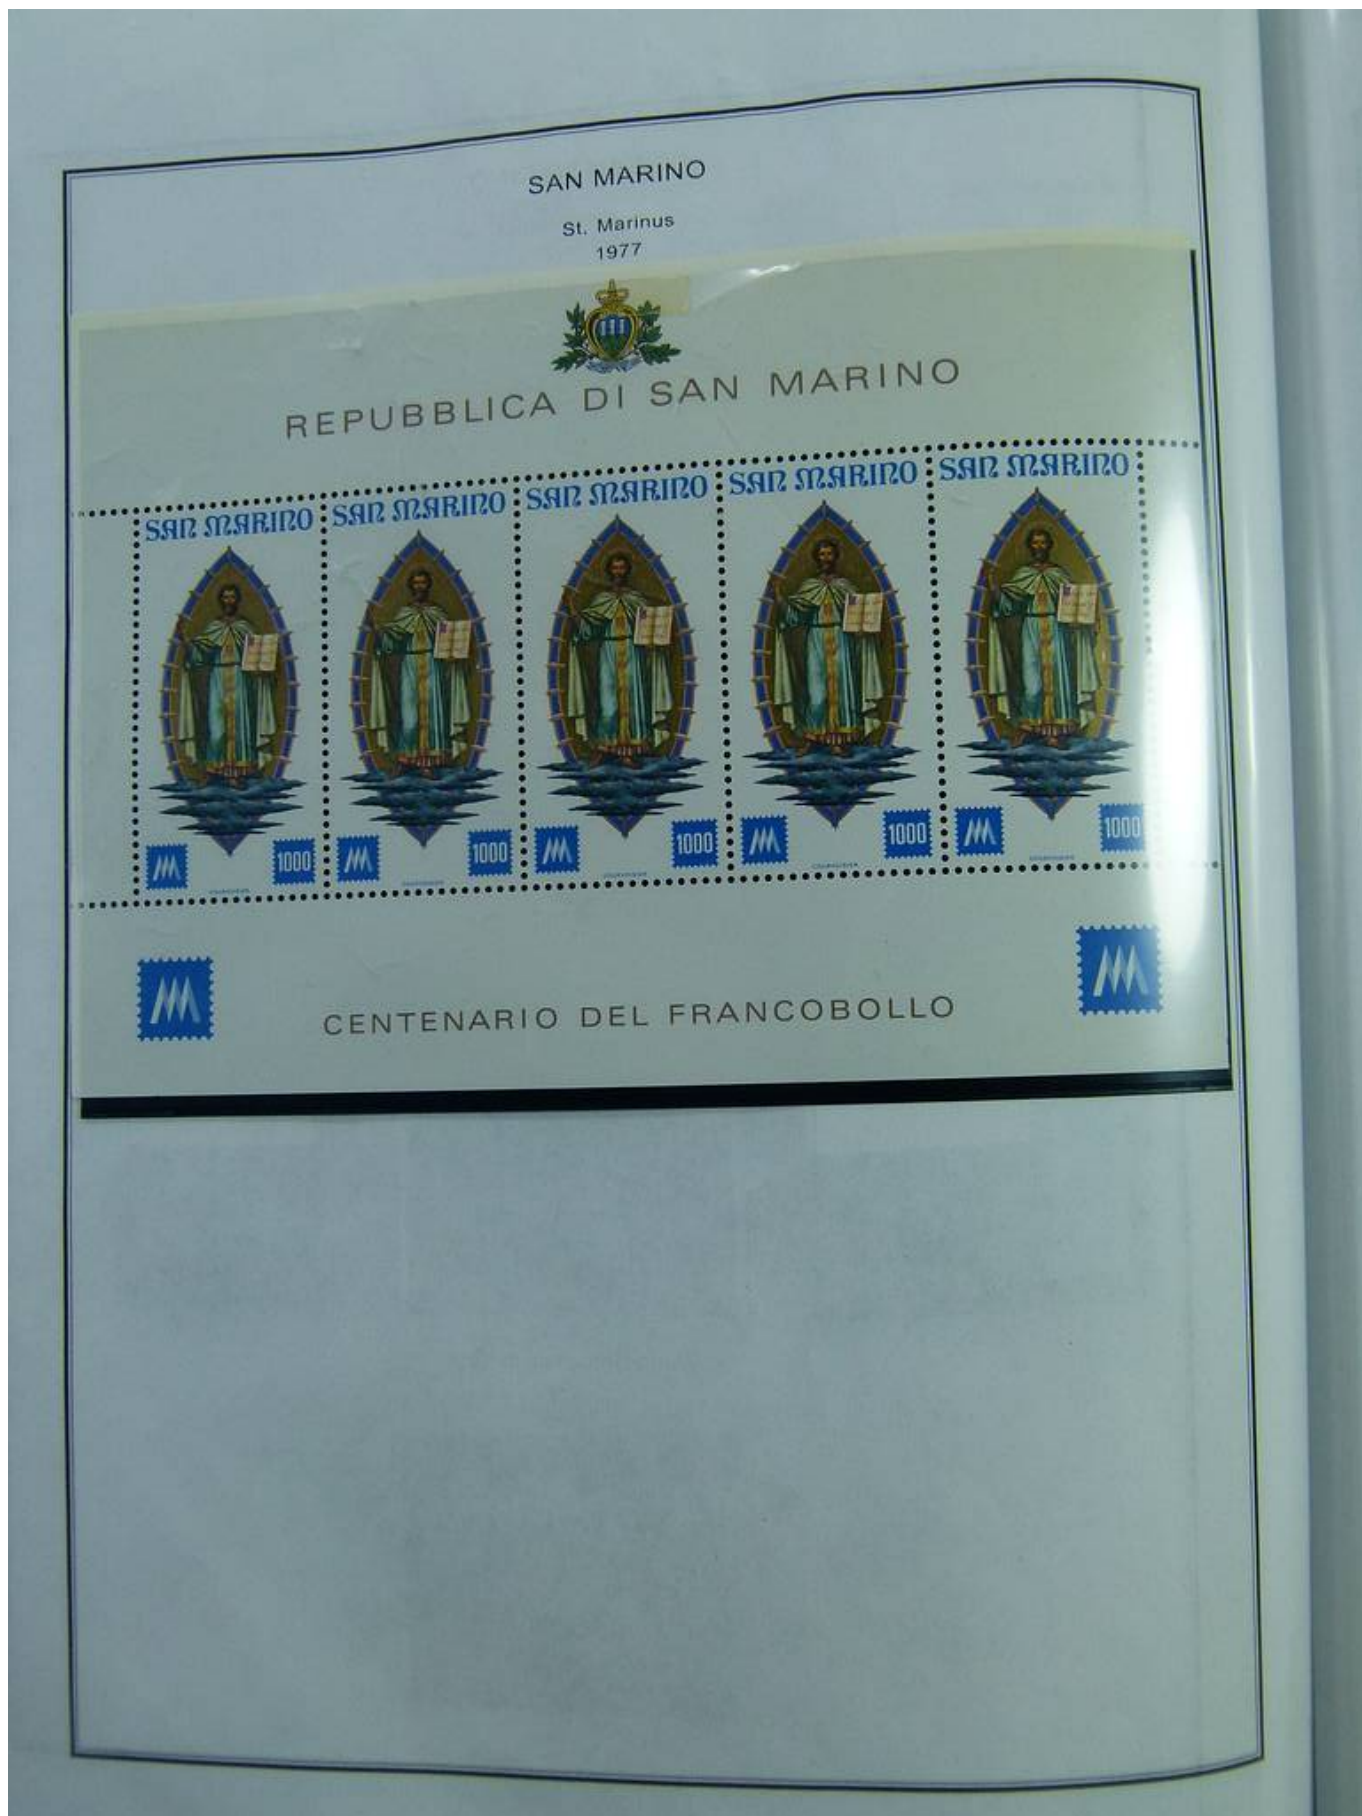 SAN MARINO
St. Marinus
1977
REPUBBLICA DI SAN MARINO
SAN MARINO SAN MARINO SAN MARINO SAN MARINO SAN MARINO
1000 1000 1000 1000 1000
CENTENARIO DEL FRANCOBOLLO